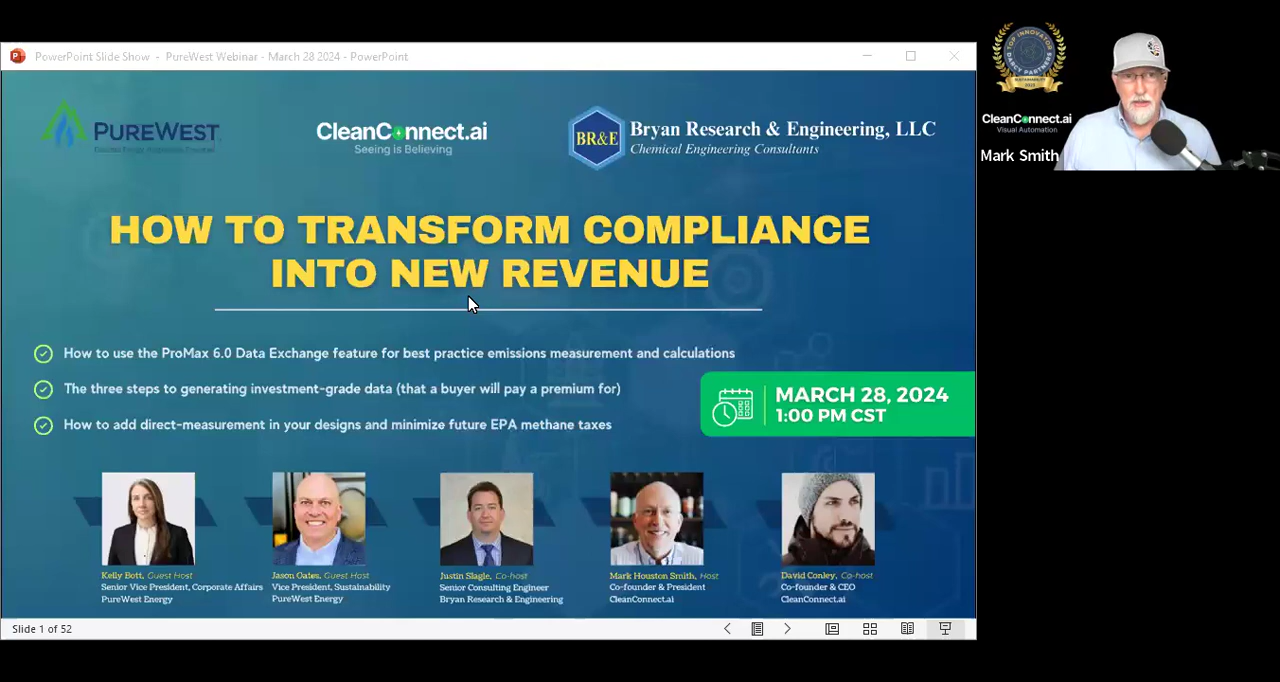 PowerPoint Slide Show - PureWest Webinar - March 28 2024 - PowerPoint
PUREWEST
CleanConnect.ai
Seeing is Believing
BR&E
Bryan Research & Engineering, LLC
Chemical Engineering Consultants
HOW TO TRANSFORM COMPLIANCE
INTO NEW REVENUE
How to use the ProMax 6.0 Data Exchange feature for best practice emissions measurement and calculations
The three steps to generating investment-grade data (that a buyer will pay a premium for)
How to add direct-measurement in your designs and minimize future EPA methane taxes
MARCH 28, 2024
1:00 PM CST
Kelly Bott, Guest Host
Senior Vice President, Corporate Affairs
PureWest Energy
Jason Oates, Guest Host
Vice President, Sustainability
PureWest Energy
Justin Slagle, Co-host
Senior Consulting Engineer
Bryan Research & Engineering
Mark Houston Smith, Host
Co-founder & President
CleanConnect.ai
David Conley, Co-host
Co-founder & CEO
CleanConnect.ai
Slide 1 of 52
TOP INNOVATOR
DARCY PARTNERS
CleanConnect.ai
Visual Automation
Mark Smith